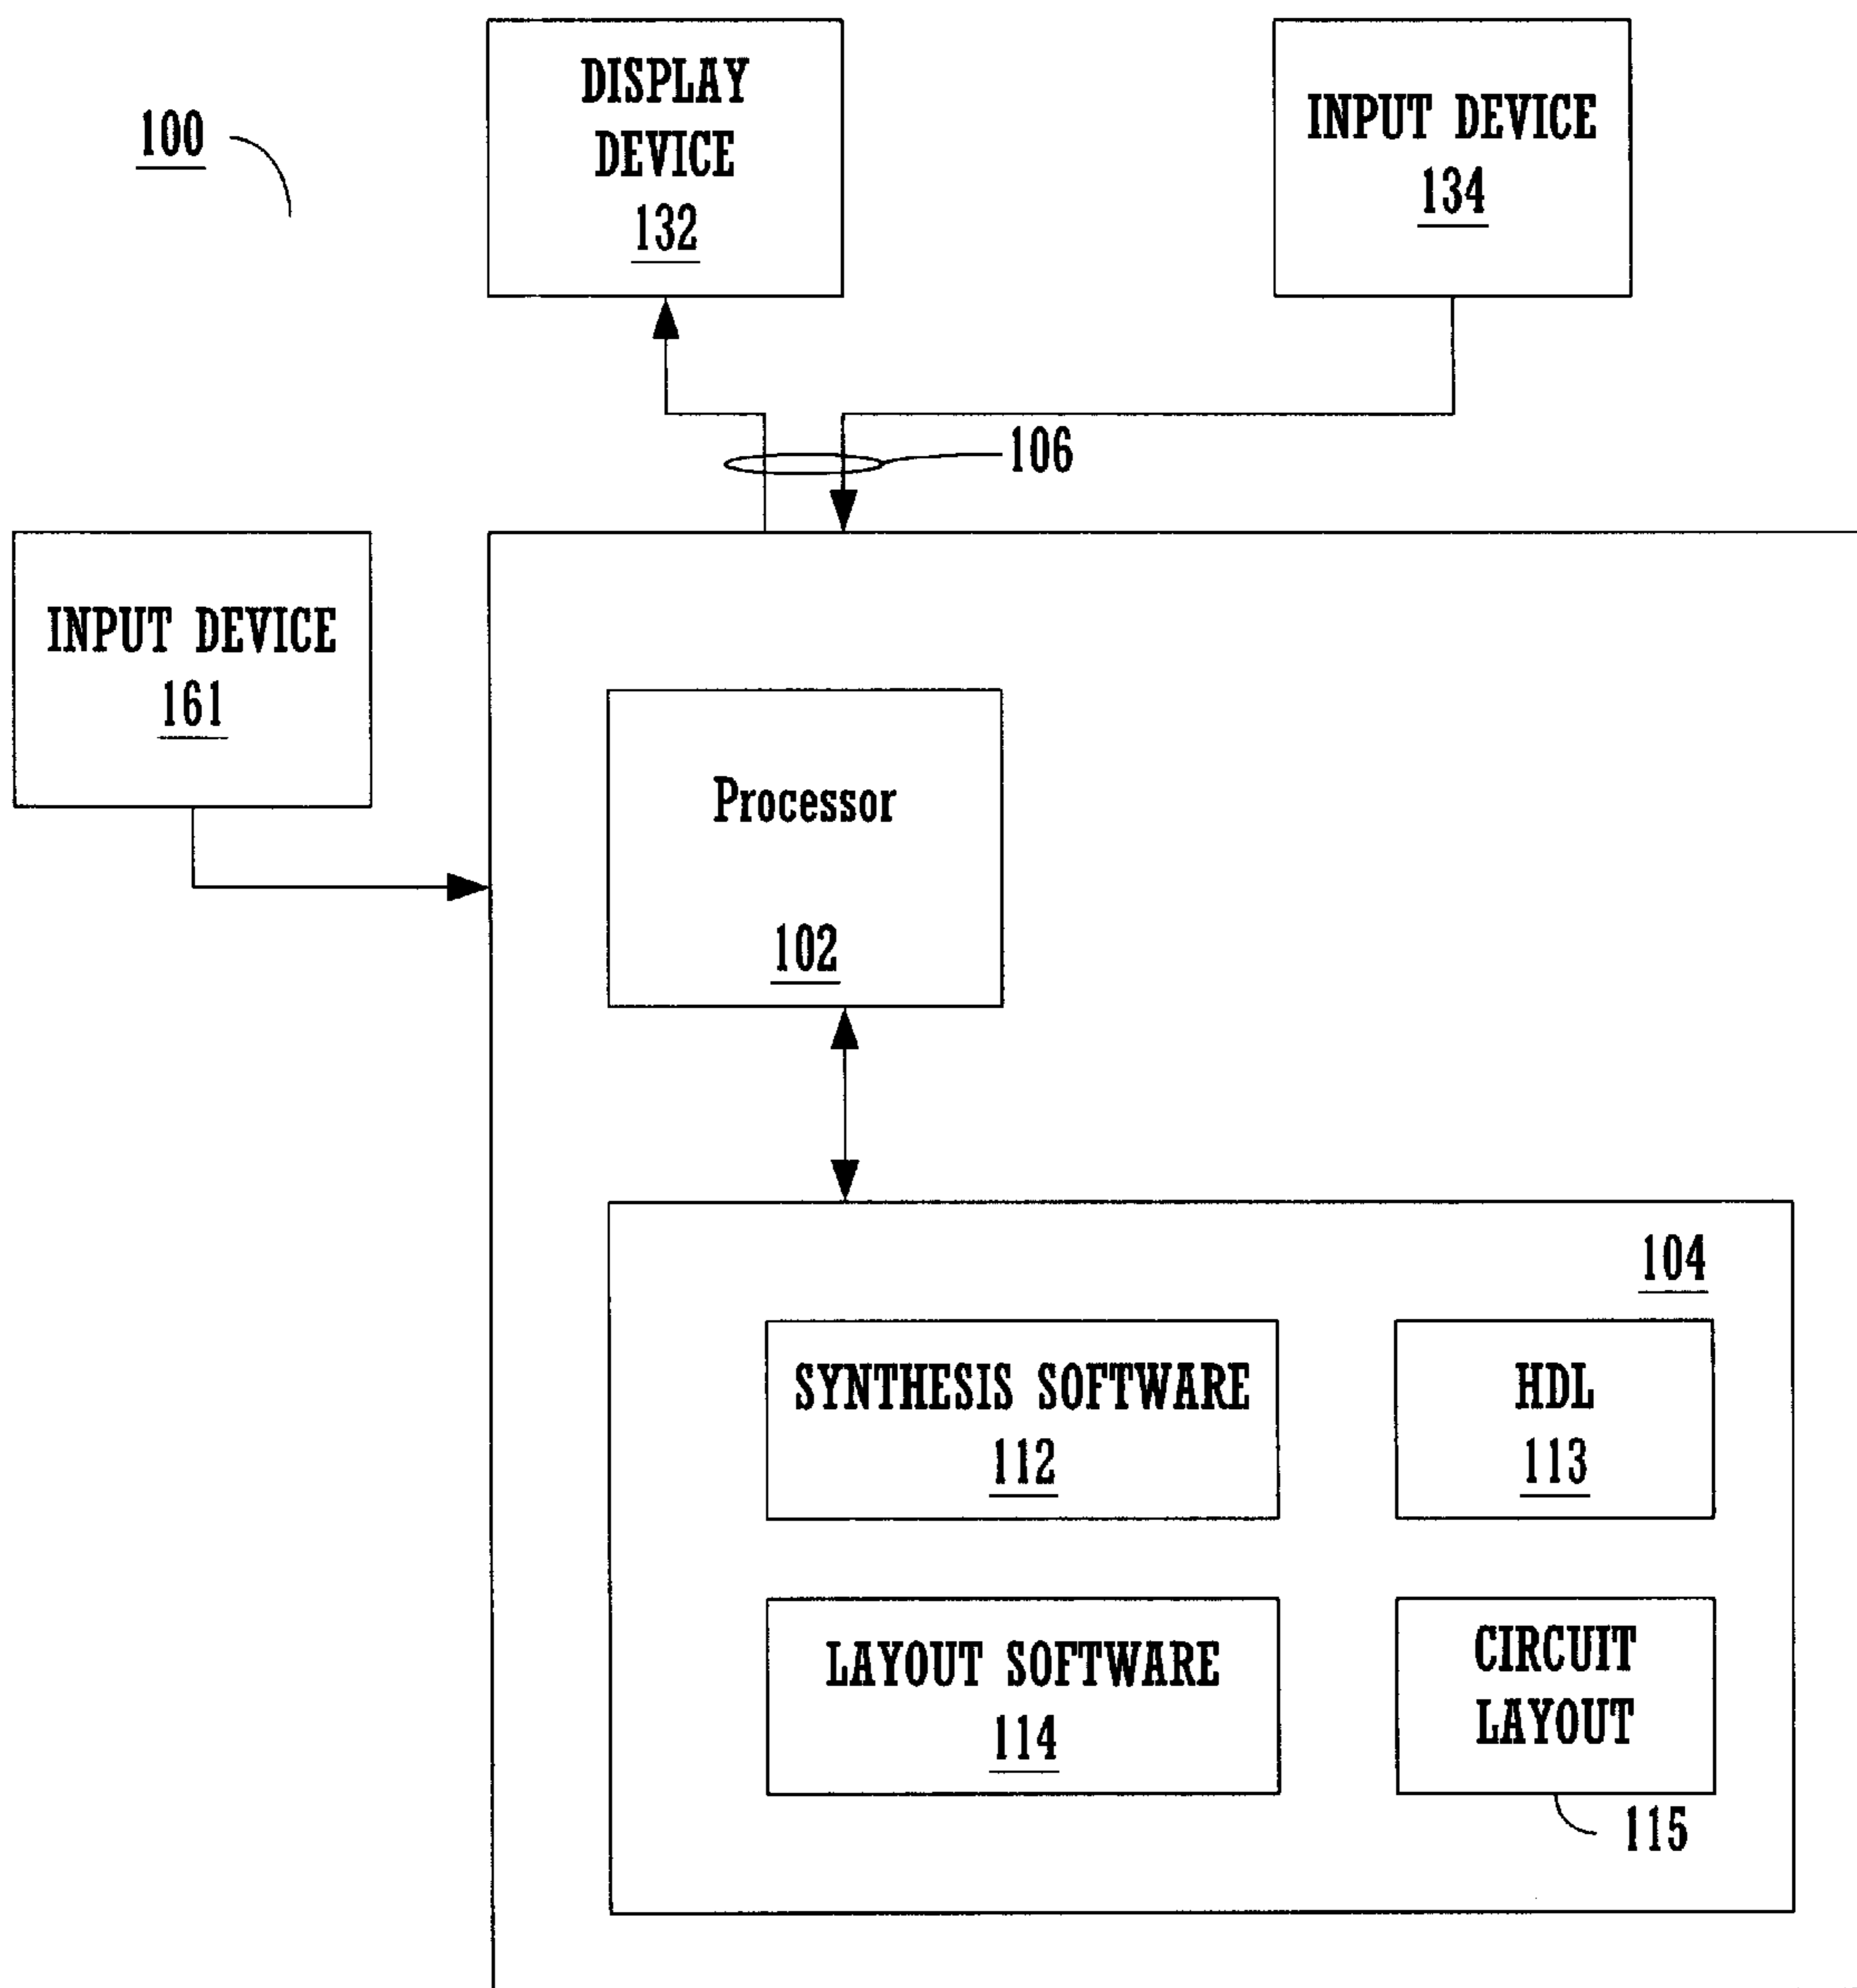 100
DISPLAY
DEVICE
132
INPUT DEVICE
134
106
INPUT DEVICE
161
Processor
102
104
SYNTHESIS SOFTWARE
112
HDL
113
LAYOUT SOFTWARE
114
CIRCUIT
LAYOUT
115